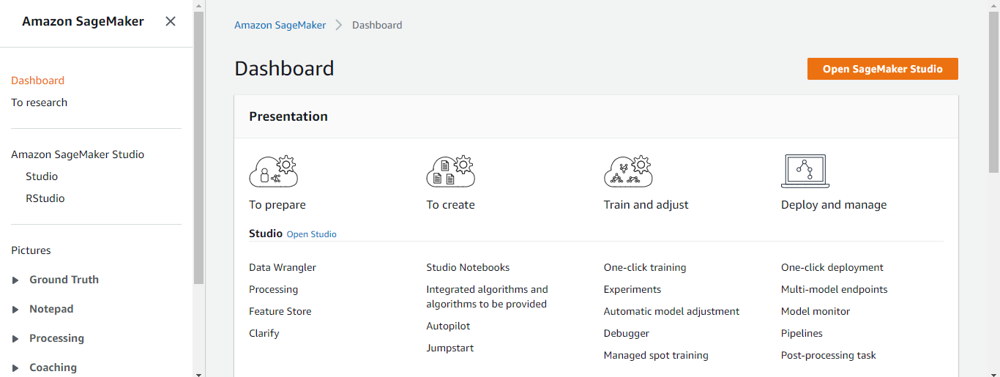 Amazon SageMaker
Dashboard
To research
Amazon SageMaker Studio
Studio
RStudio
Pictures
Ground Truth
Notepad
Processing
Coaching
Amazon SageMaker > Dashboard
Dashboard
Open SageMaker Studio
Presentation
To prepare
To create
Train and adjust
Deploy and manage
Studio Open Studio
Data Wrangler
Processing
Feature Store
Clarify
Studio Notebooks
Integrated algorithms and
algorithms to be provided
Autopilot
Jumpstart
One-click training
Experiments
Automatic model adjustment
Debugger
Managed spot training
One-click deployment
Multi-model endpoints
Model monitor
Pipelines
Post-processing task